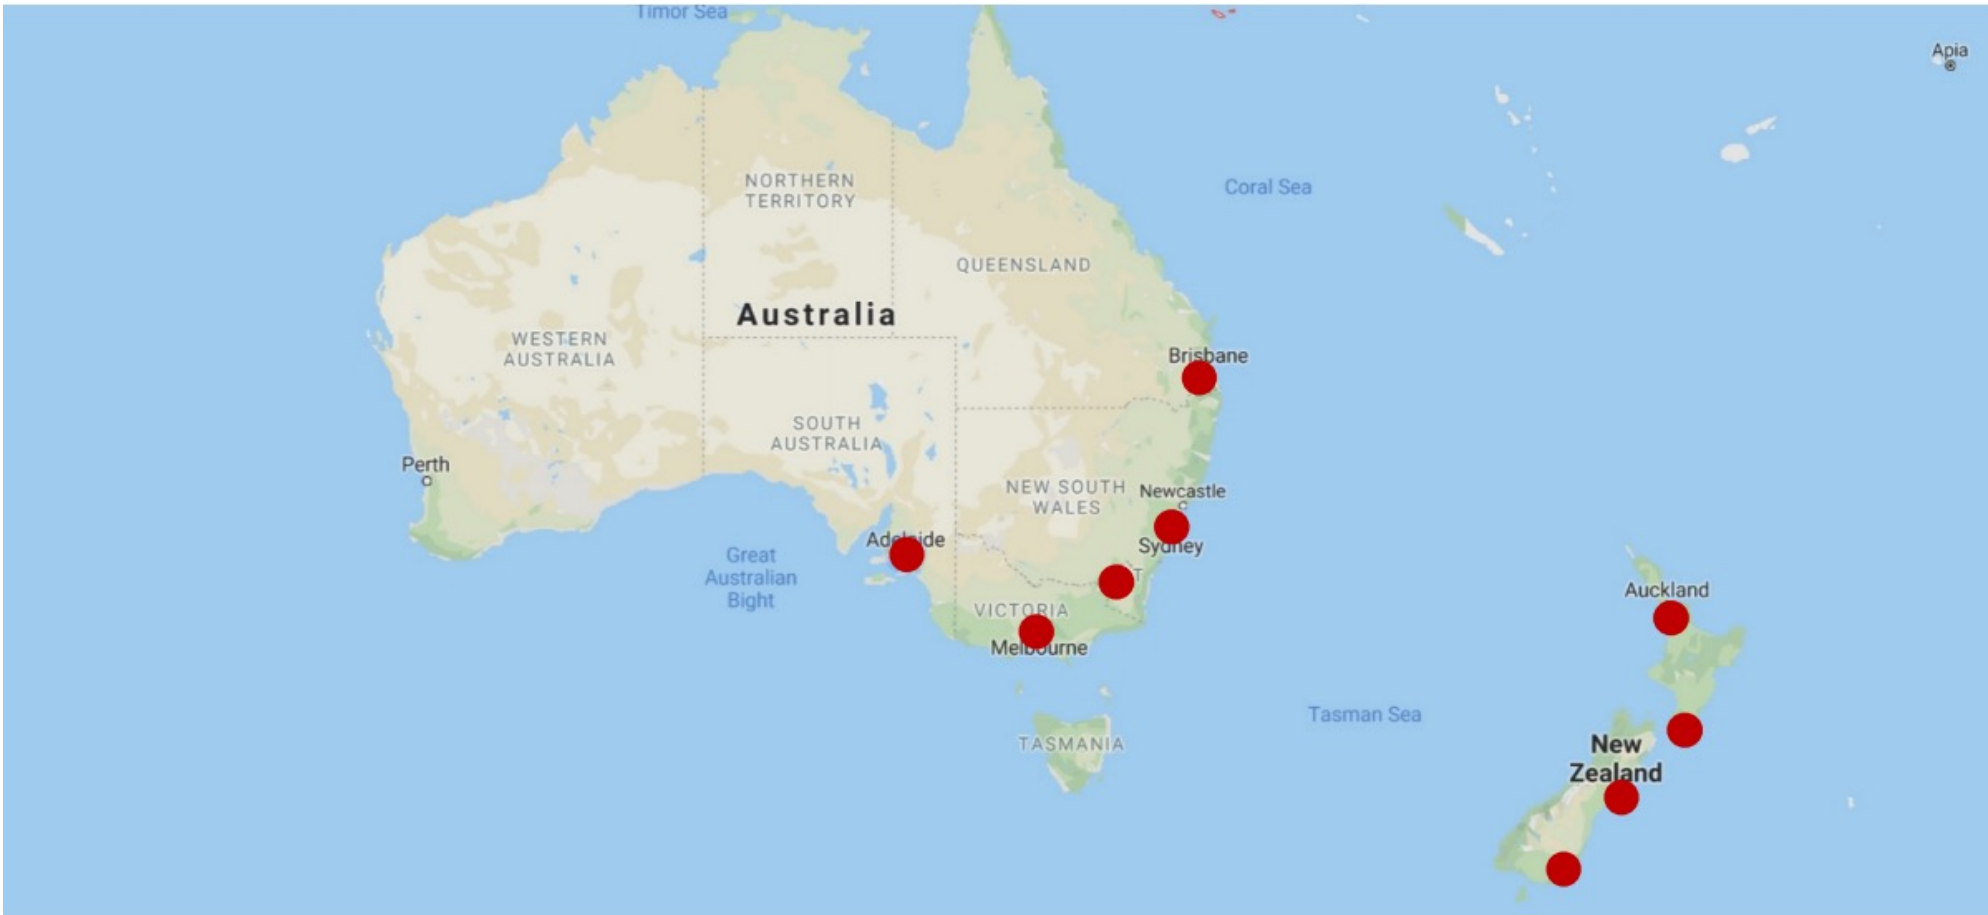 Timor Sea
Apia
NORTHERN
TERRITORY
Coral Sea
QUEENSLAND
Australia
WESTERN
AUSTRALIA
Brisbane
SOUTH
AUSTRALIA
Perth
NEW SOUTH
WALES
Newcastle
Adelaide
Sydney
Great
Australian
Bight
T
VICTORIA
Melbourne
Auckland
Tasman Sea
TASMANIA
New
Zealand